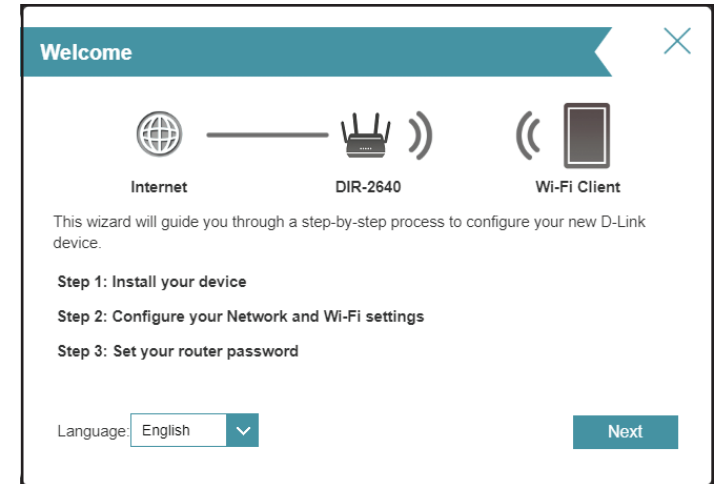 Welcome
Internet
DIR-2640
Wi-Fi Client
This wizard will guide you through a step-by-step process to configure your new D-Link
device.
Step 1: Install your device
Step 2: Configure your Network and Wi-Fi settings
Step 3: Set your router password
Language: English
Next